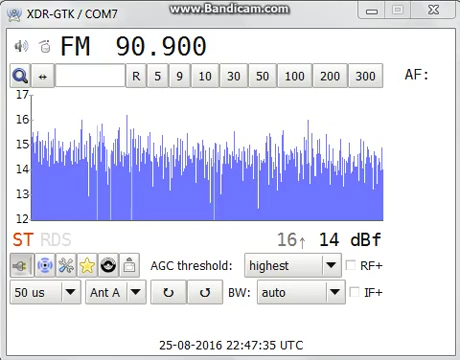 www.Bandicam.com
XDR-GTK / COM7
FM 90.900
R 5 9 10 30 50 100 200 300 AF:
17
16
15
14
13
12
ST RDS 16↑ 14 dBf
AGC threshold: highest RF+
50 us Ant A BW: auto IF+
25-08-2016 22:47:35 UTC